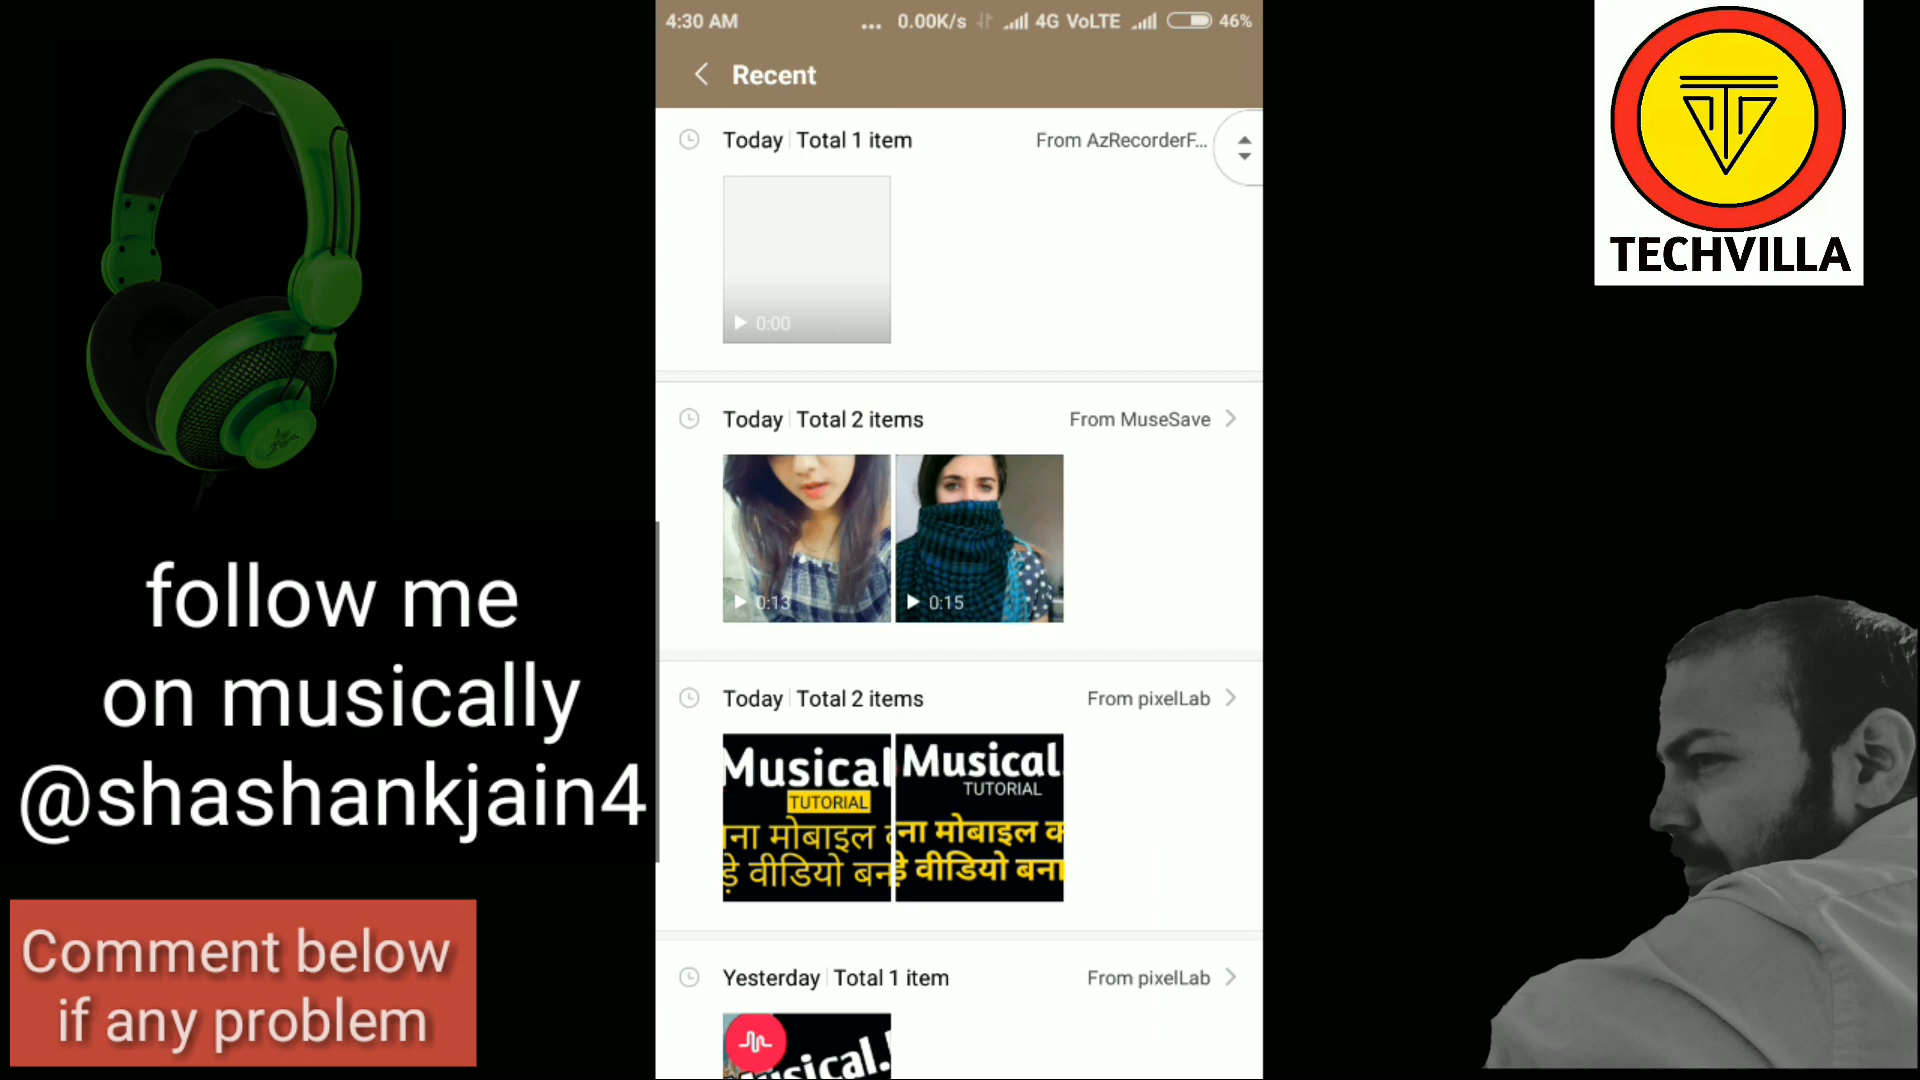 4:30 AM
... 0.00K/s 4G VoLTE 46%
Recent
Today Total 1 item From AzRecorderF...
0:00
Today Total 2 items From MuseSave
0:13
0:15
Today Total 2 items From pixelLab
Musical
TUTORIAL
ना मोबाइल
ड़े वीडियो बन
Musical.
TUTORIAL
ना मोबाइल क
ड़े वीडियो बना
Yesterday Total 1 item From pixelLab
sical.
follow me
on musically
@shashankjain4
Comment below
if any problem
TECHVILLA